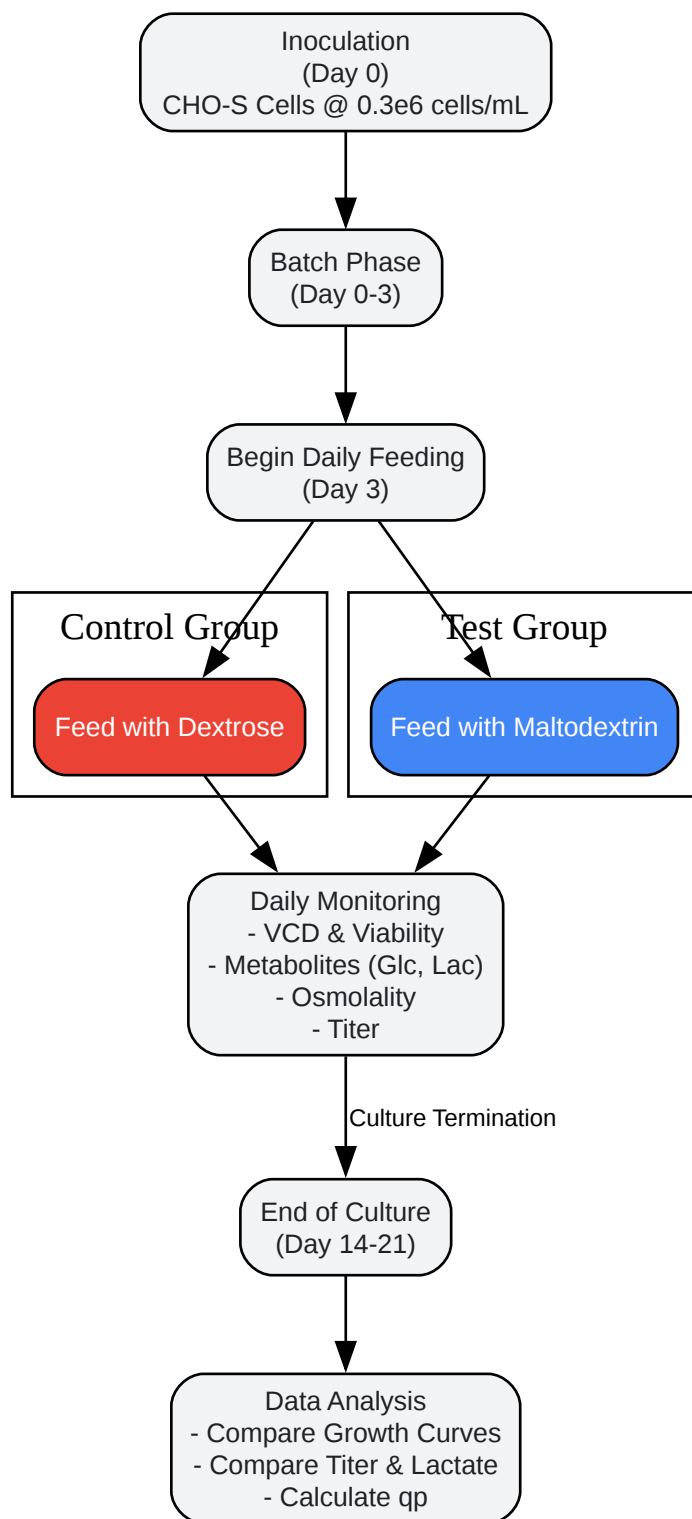 Inoculation
(Day 0)
CHO-S Cells @ 0.3e6 cells/mL
Batch Phase
(Day 0-3)
Begin Daily Feeding
(Day 3)
Control Group
Test Group
Feed with Dextrose
Feed with Maltodextrin
Daily Monitoring
- VCD & Viability
- Metabolites (Glc, Lac)
- Osmolality
- Titer
Culture Termination
End of Culture
(Day 14-21)
Data Analysis
- Compare Growth Curves
- Compare Titer & Lactate
- Calculate qp